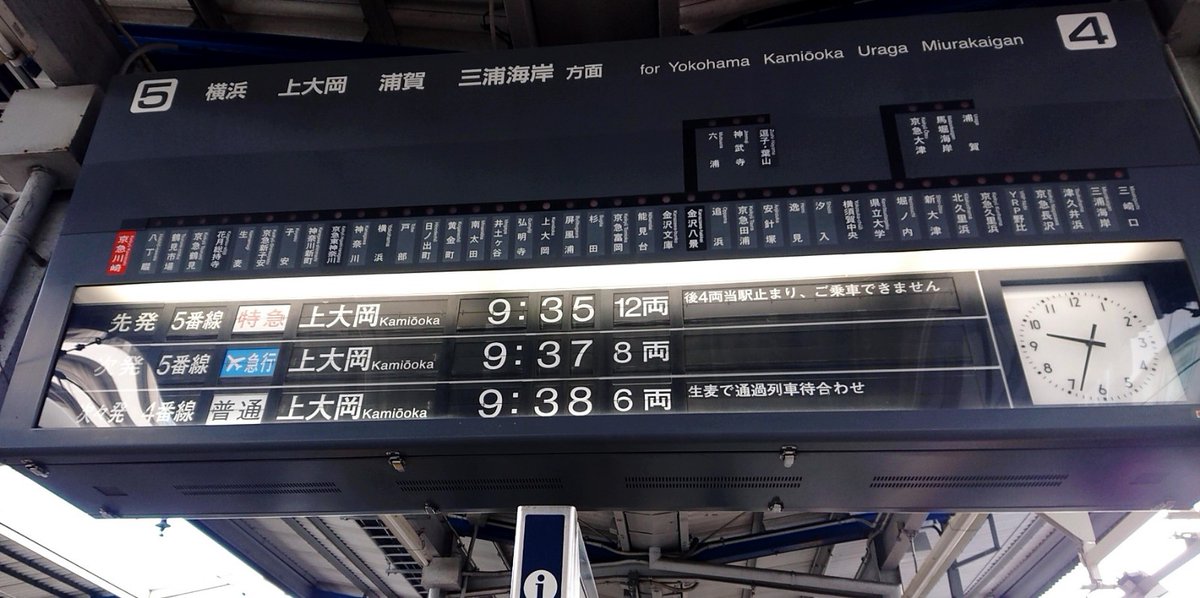 5 横浜 上大岡 浦賀 三浦海岸 方面 for Yokohama Kamiōoka Uraga Miurakaigan 4
六浦 神武寺 逗子・葉山
京急大津 馬堀海岸 浦賀
京急川崎 八丁畷 鶴見市場 京急鶴見 花月総持寺 生麦 京急新子安 子安 神奈川新町 京急東神奈川 神奈川 横浜 戸部 日ノ出町 黄金町 南太田 井土ヶ谷 弘明寺 上大岡 屏風浦 杉田 京急富岡 能見台 金沢文庫 金沢八景 追浜 京急田浦 安針塚 逸見 汐入 横須賀中央 県立大学 堀ノ内 新大津 北久里浜 京急久里浜 YRP野比 京急長沢 津久井浜 三浦海岸 三崎口
先発 5番線 特急 上大岡 Kamiōoka 9:35 12両 後4両当駅止まり、ご乗車できません
次発 5番線 急行 上大岡 Kamiōoka 9:37 8両
次々発 4番線 普通 上大岡 Kamiōoka 9:38 6両 生麦で通過列車待合わせ
12 1 2 3 4 5 6 7 8 9 10 11
i